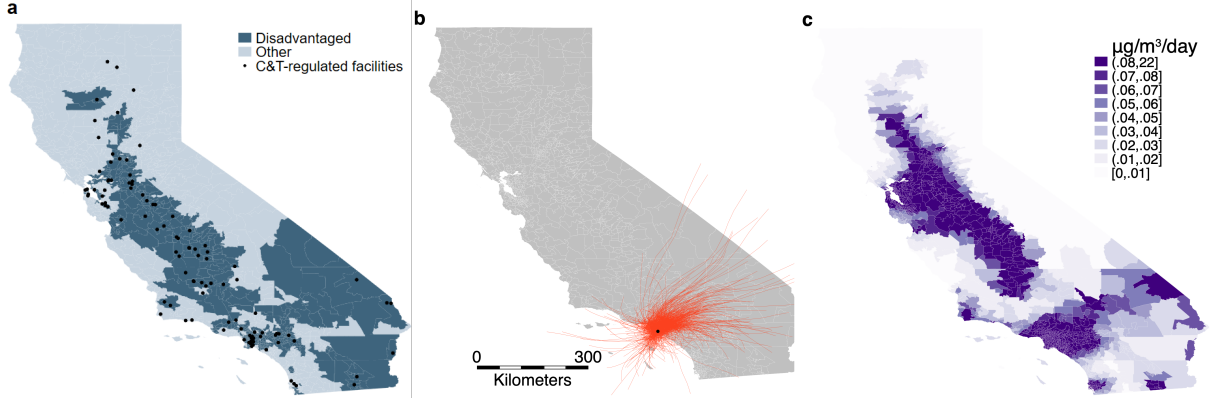 a
Disadvantaged
Other
C&T-regulated facilities
b
0 300
Kilometers
c
µg/m³/day
(.08,22]
(.07,.08]
(.06,.07]
(.05,.06]
(.04,.05]
(.03,.04]
(.02,.03]
(.01,.02]
[0,.01]